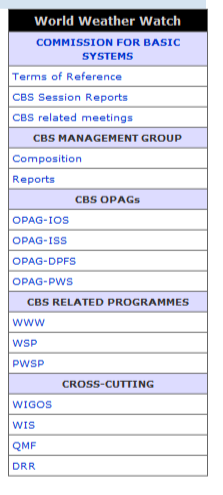 World Weather Watch
COMMISSION FOR BASIC
SYSTEMS
Terms of Reference
CBS Session Reports
CBS related meetings
CBS MANAGEMENT GROUP
Composition
Reports
CBS OPAGs
OPAG-IOS
OPAG-ISS
OPAG-DPFS
OPAG-PWS
CBS RELATED PROGRAMMES
WWW
WSP
PWSP
CROSS-CUTTING
WIGOS
WIS
QMF
DRR